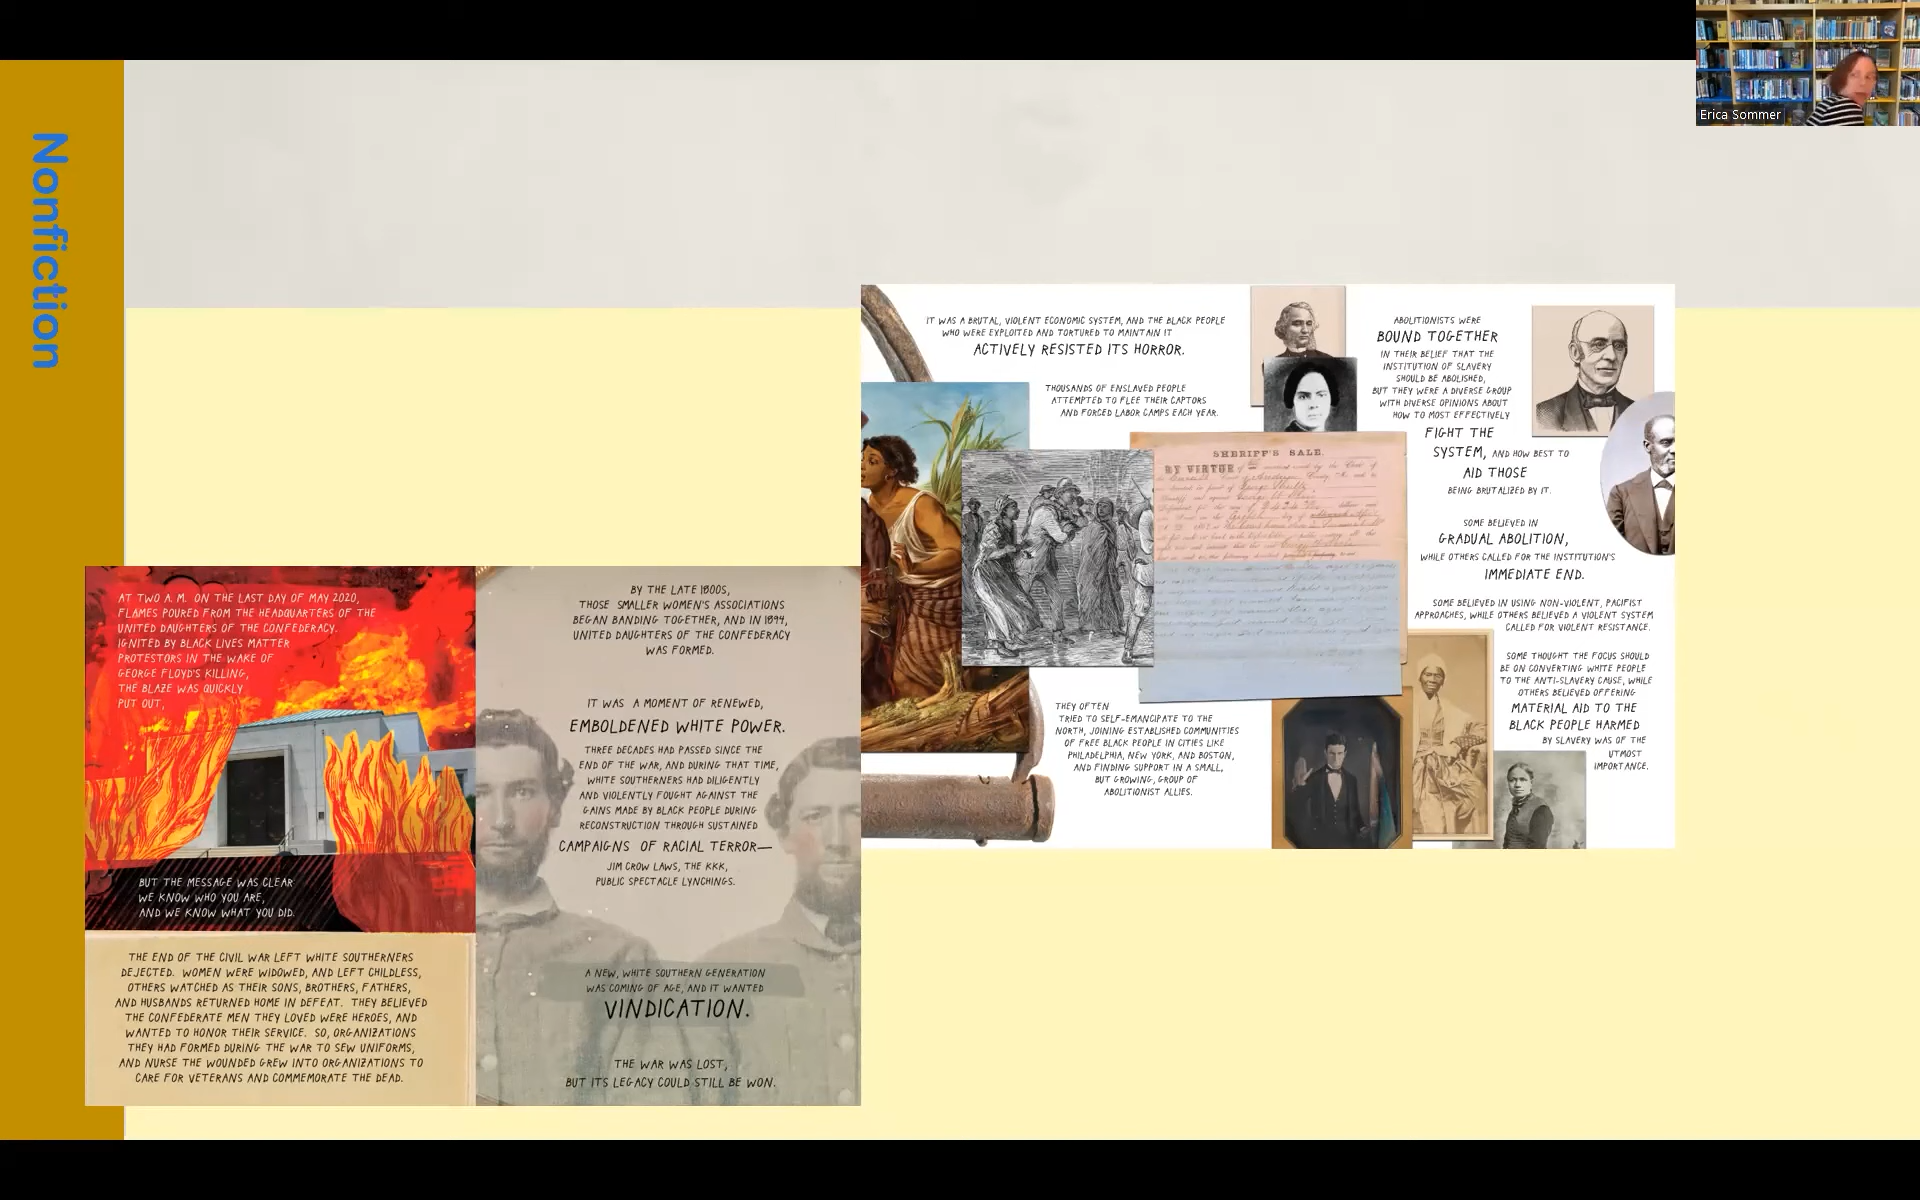 Nonfiction
Erica Sommer
AT TWO A.M. ON THE LAST DAY OF MAY 2020,
FLAMES POURED FROM THE HEADQUARTERS OF THE
UNITED DAUGHTERS OF THE CONFEDERACY.
IGNITED BY BLACK LIVES MATTER
PROTESTORS IN THE WAKE OF
GEORGE FLOYD'S KILLING,
THE BLAZE WAS QUICKLY
PUT OUT,
BUT THE MESSAGE WAS CLEAR
WE KNOW WHO YOU ARE,
AND WE KNOW WHAT YOU DID.
THE END OF THE CIVIL WAR LEFT WHITE SOUTHERNERS
DEJECTED. WOMEN WERE WIDOWED, AND LEFT CHILDLESS,
OTHERS WATCHED AS THEIR SONS, BROTHERS, FATHERS,
AND HUSBANDS RETURNED HOME IN DEFEAT. THEY BELIEVED
THE CONFEDERATE MEN THEY LOVED WERE HEROES, AND
WANTED TO HONOR THEIR SERVICE. SO, ORGANIZATIONS
THEY HAD FORMED DURING THE WAR TO SEW UNIFORMS,
AND NURSE THE WOUNDED GREW INTO ORGANIZATIONS TO
CARE FOR VETERANS AND COMMEMORATE THE DEAD.
BY THE LATE 1800S,
THOSE SMALLER WOMEN'S ASSOCIATIONS
BEGAN BANDING TOGETHER, AND IN 1894,
UNITED DAUGHTERS OF THE CONFEDERACY
WAS FORMED.
IT WAS A MOMENT OF RENEWED,
EMBOLDENED WHITE POWER.
THREE DECADES HAD PASSED SINCE THE
END OF THE WAR, AND DURING THAT TIME,
WHITE SOUTHERNERS HAD DILIGENTLY
AND VIOLENTLY FOUGHT AGAINST THE
GAINS MADE BY BLACK PEOPLE DURING
RECONSTRUCTION THROUGH SUSTAINED
CAMPAIGNS OF RACIAL TERROR—
JIM CROW LAWS, THE KKK,
PUBLIC SPECTACLE LYNCHINGS.
A NEW, WHITE SOUTHERN GENERATION
WAS COMING OF AGE, AND IT WANTED
VINDICATION.
THE WAR WAS LOST,
BUT ITS LEGACY COULD STILL BE WON.
IT WAS A BRUTAL, VIOLENT ECONOMIC SYSTEM, AND THE BLACK PEOPLE
WHO WERE EXPLOITED AND TORTURED TO MAINTAIN IT
ACTIVELY RESISTED ITS HORROR.
THOUSANDS OF ENSLAVED PEOPLE
ATTEMPTED TO FLEE THEIR CAPTORS
AND FORCED LABOR CAMPS EACH YEAR.
SHERIFF'S SALE.
BY VIRTUE of
THEY OFTEN
TRIED TO SELF-EMANCIPATE TO THE
NORTH, JOINING ESTABLISHED COMMUNITIES
OF FREE BLACK PEOPLE IN CITIES LIKE
PHILADELPHIA, NEW YORK, AND BOSTON,
AND FINDING SUPPORT IN A SMALL,
BUT GROWING, GROUP OF
ABOLITIONIST ALLIES.
ABOLITIONISTS WERE
BOUND TOGETHER
IN THEIR BELIEF THAT THE
INSTITUTION OF SLAVERY
SHOULD BE ABOLISHED,
BUT THEY WERE A DIVERSE GROUP
WITH DIVERSE OPINIONS ABOUT
HOW TO MOST EFFECTIVELY
FIGHT THE
SYSTEM, AND HOW BEST TO
AID THOSE
BEING BRUTALIZED BY IT.
SOME BELIEVED IN
GRADUAL ABOLITION,
WHILE OTHERS CALLED FOR THE INSTITUTION'S
IMMEDIATE END.
SOME BELIEVED IN USING NON-VIOLENT, PACIFIST
APPROACHES, WHILE OTHERS BELIEVED A VIOLENT SYSTEM
CALLED FOR VIOLENT RESISTANCE.
SOME THOUGHT THE FOCUS SHOULD
BE ON CONVERTING WHITE PEOPLE
TO THE ANTI-SLAVERY CAUSE, WHILE
OTHERS BELIEVED OFFERING
MATERIAL AID TO THE
BLACK PEOPLE HARMED
BY SLAVERY WAS OF THE
UTMOST
IMPORTANCE.